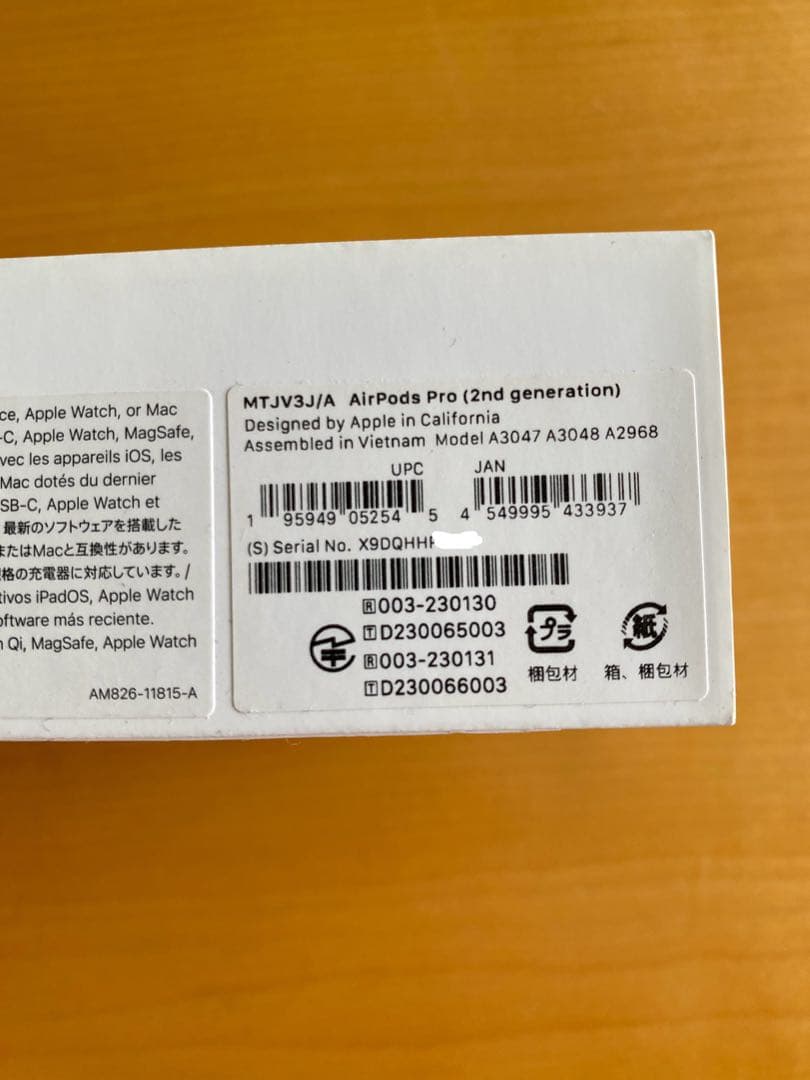 ce, Apple Watch, or Mac
-C, Apple Watch, MagSafe,
vec les appareils iOS, les
Mac dotés du dernier
SB-C, Apple Watch et
最新のソフトウェアを搭載した
またはMacと互換性があります。
格の充電器に対応しています。/
tivos iPadOS, Apple Watch
oftware más reciente.
n Qi, MagSafe, Apple Watch
AM826-11815-A
MTJV3J/A AirPods Pro (2nd generation)
Designed by Apple in California
Assembled in Vietnam Model A3047 A3048 A2968
UPC JAN
1 95949 05254 5 4 549995 433937
(S) Serial No. X9DQHH
R 003-230130
T D230065003
R 003-230131
T D230066003
プラ 紙
梱包材 箱、梱包材